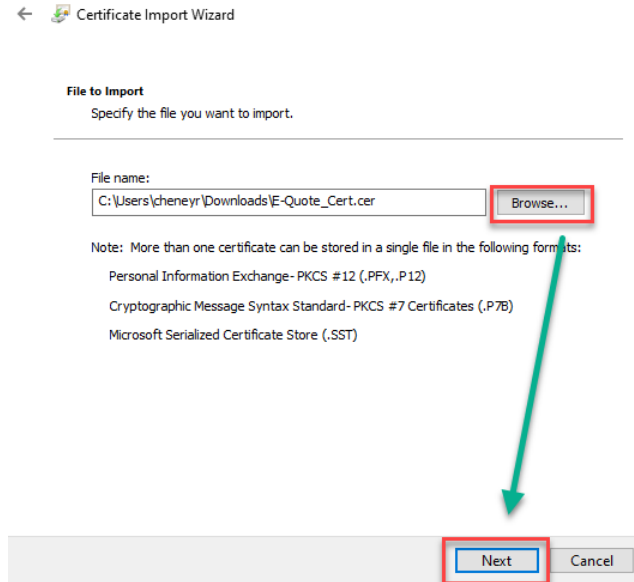 Certificate Import Wizard
File to Import
Specify the file you want to import.
File name:
C:\Users\cheneyr\Downloads\E-Quote_Cert.cer
Browse...
Note: More than one certificate can be stored in a single file in the following formats:
Personal Information Exchange- PKCS #12 (.PFX,.P12)
Cryptographic Message Syntax Standard- PKCS #7 Certificates (.P7B)
Microsoft Serialized Certificate Store (.SST)
Next
Cancel